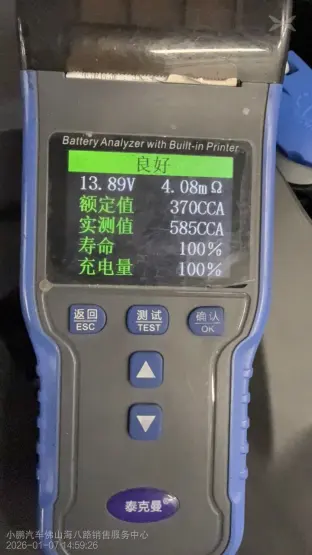 Battery Analyzer with Built-in Printer
良好
13.89V 4.08mΩ
额定值 370CCA
实测值 585CCA
寿命 100%
充电量 100%
返回 测试 确认
ESC TEST OK
泰克曼
小鹏汽车佛山海八路销售服务中心
2026-01-07 14:59:26